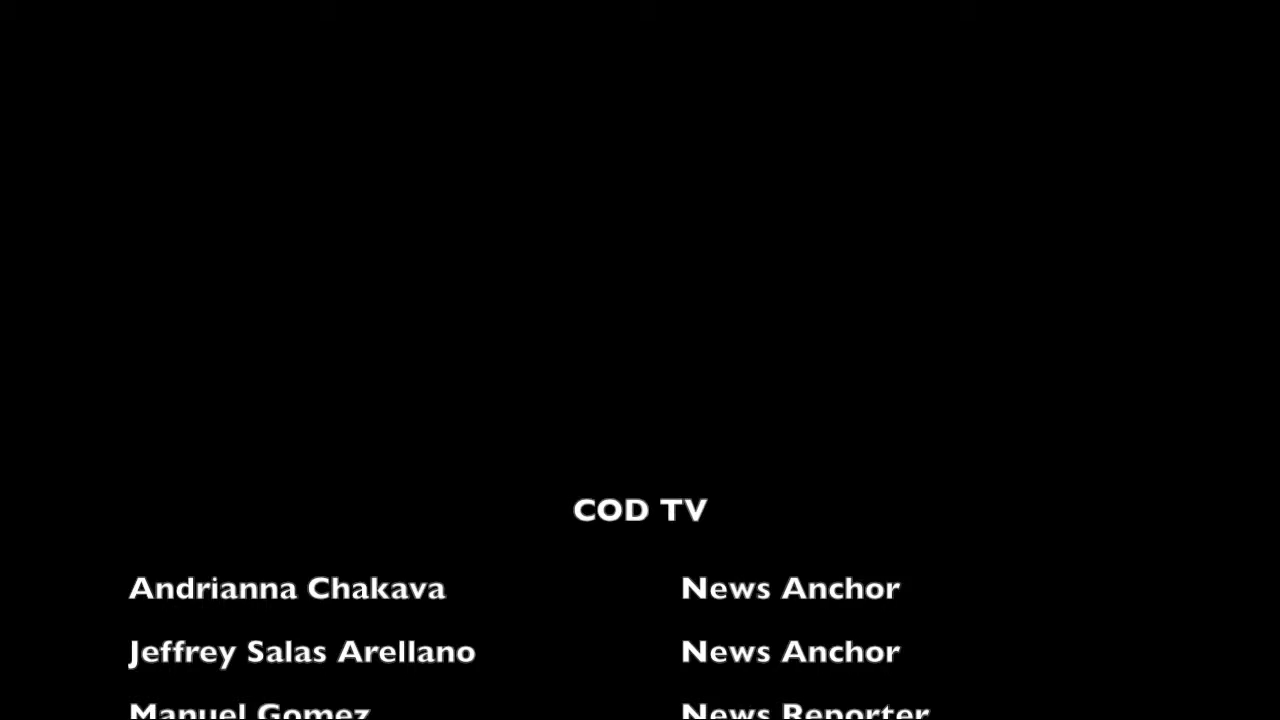 COD TV
Andrianna Chakava News Anchor
Jeffrey Salas Arellano News Anchor
Manuel Gomez News Reporter